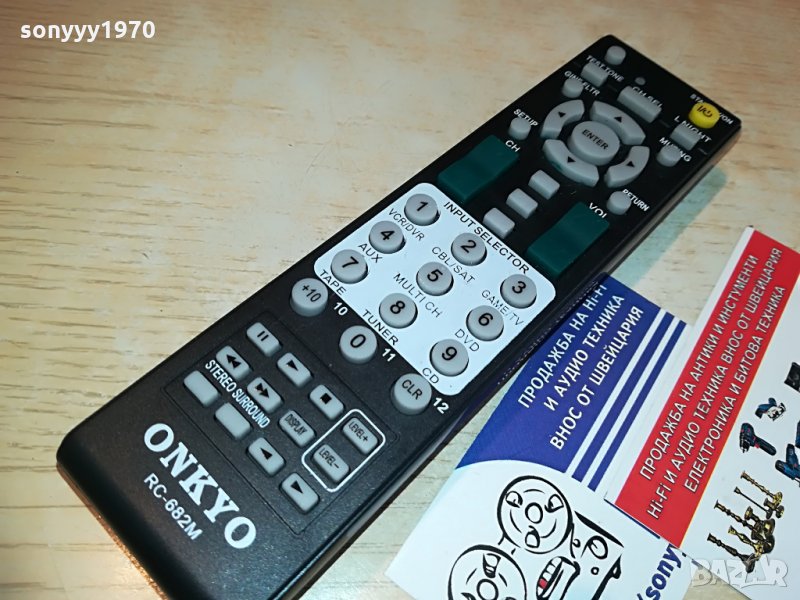 sonyyy1970
TEST TONE
CH SEL
L NIGHT
MUTING
SETUP
ENTER
RETURN
CH
VOL
INPUT SELECTOR
1
2
3
VCR/DVR
CBL/SAT
GAME/TV
4
5
6
AUX
MULTI CH
DVD
7
8
9
TAPE
TUNER
CD
+10
0
CLR
10
11
12
STEREO
SURROUND
DISPLAY
LEVEL+
LEVEL-
ONKYO
RC-682M
ПРОДАЖБА НА Hi-Fi
И АУДИО ТЕХНИКА
ВНОС ОТ ШВЕЙЦАРИЯ
ПРОДАЖБА НА АНТИКИ И ИНСТУМЕНТИ
Hi-Fi И АУДИО ТЕХНИКА ВНОС ОТ ШВЕЙЦАРИЯ
ЕЛЕКТРОНИКА И БИТОВА ТЕХНИКА
sony
BAZAR